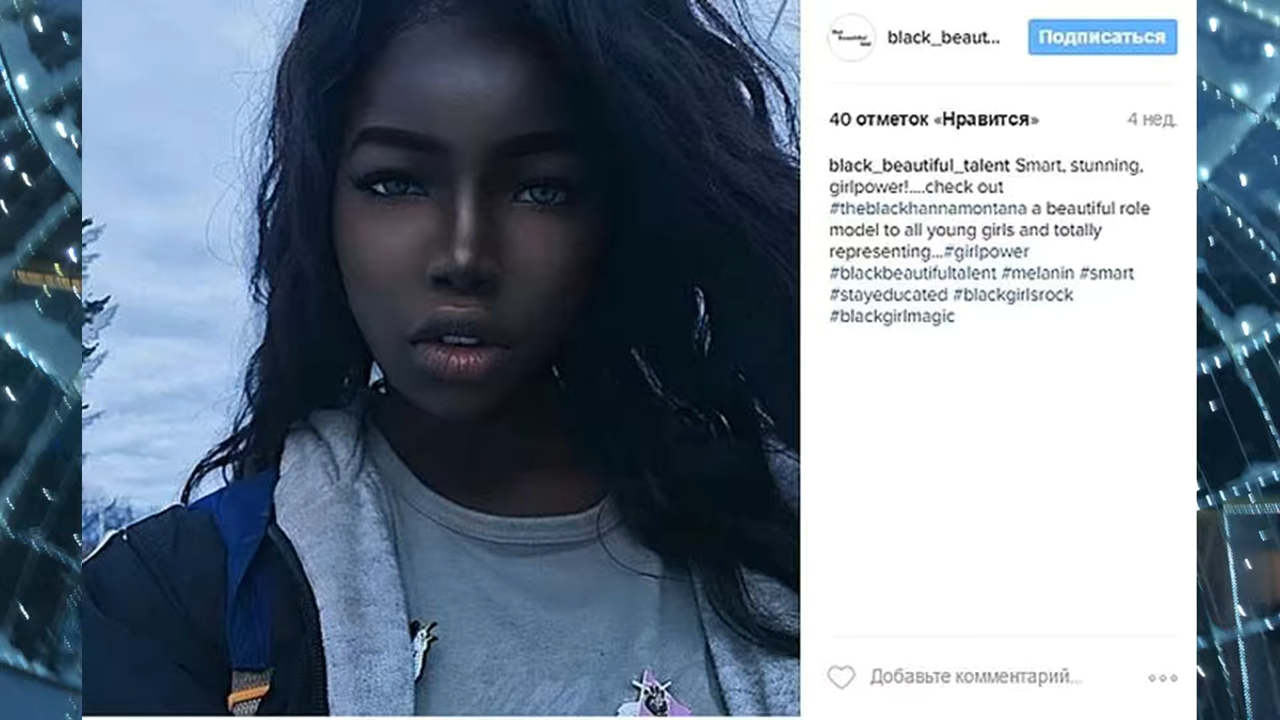 black_beaut...
Подписаться
40 отметок «Нравится»
4 нед.
black_beautiful_talent Smart, stunning,
girlpower!....check out
#theblackhannamontana a beautiful role
model to all young girls and totally
representing...#girlpower
#blackbeautifultalent #melanin #smart
#stayeducated #blackgirlsrock
#blackgirlmagic
Добавьте комментарий...